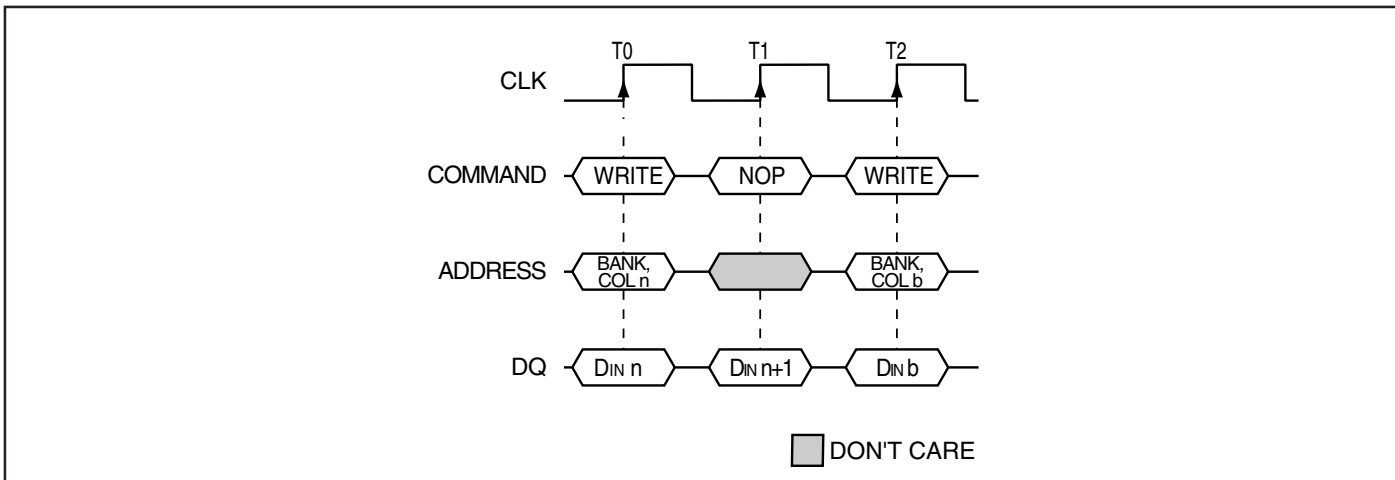 T0 T1 T2
CLK
COMMAND WRITE NOP WRITE
ADDRESS BANK, COL n BANK, COL b
DQ DIN n DIN n+1 DIN b
DON'T CARE